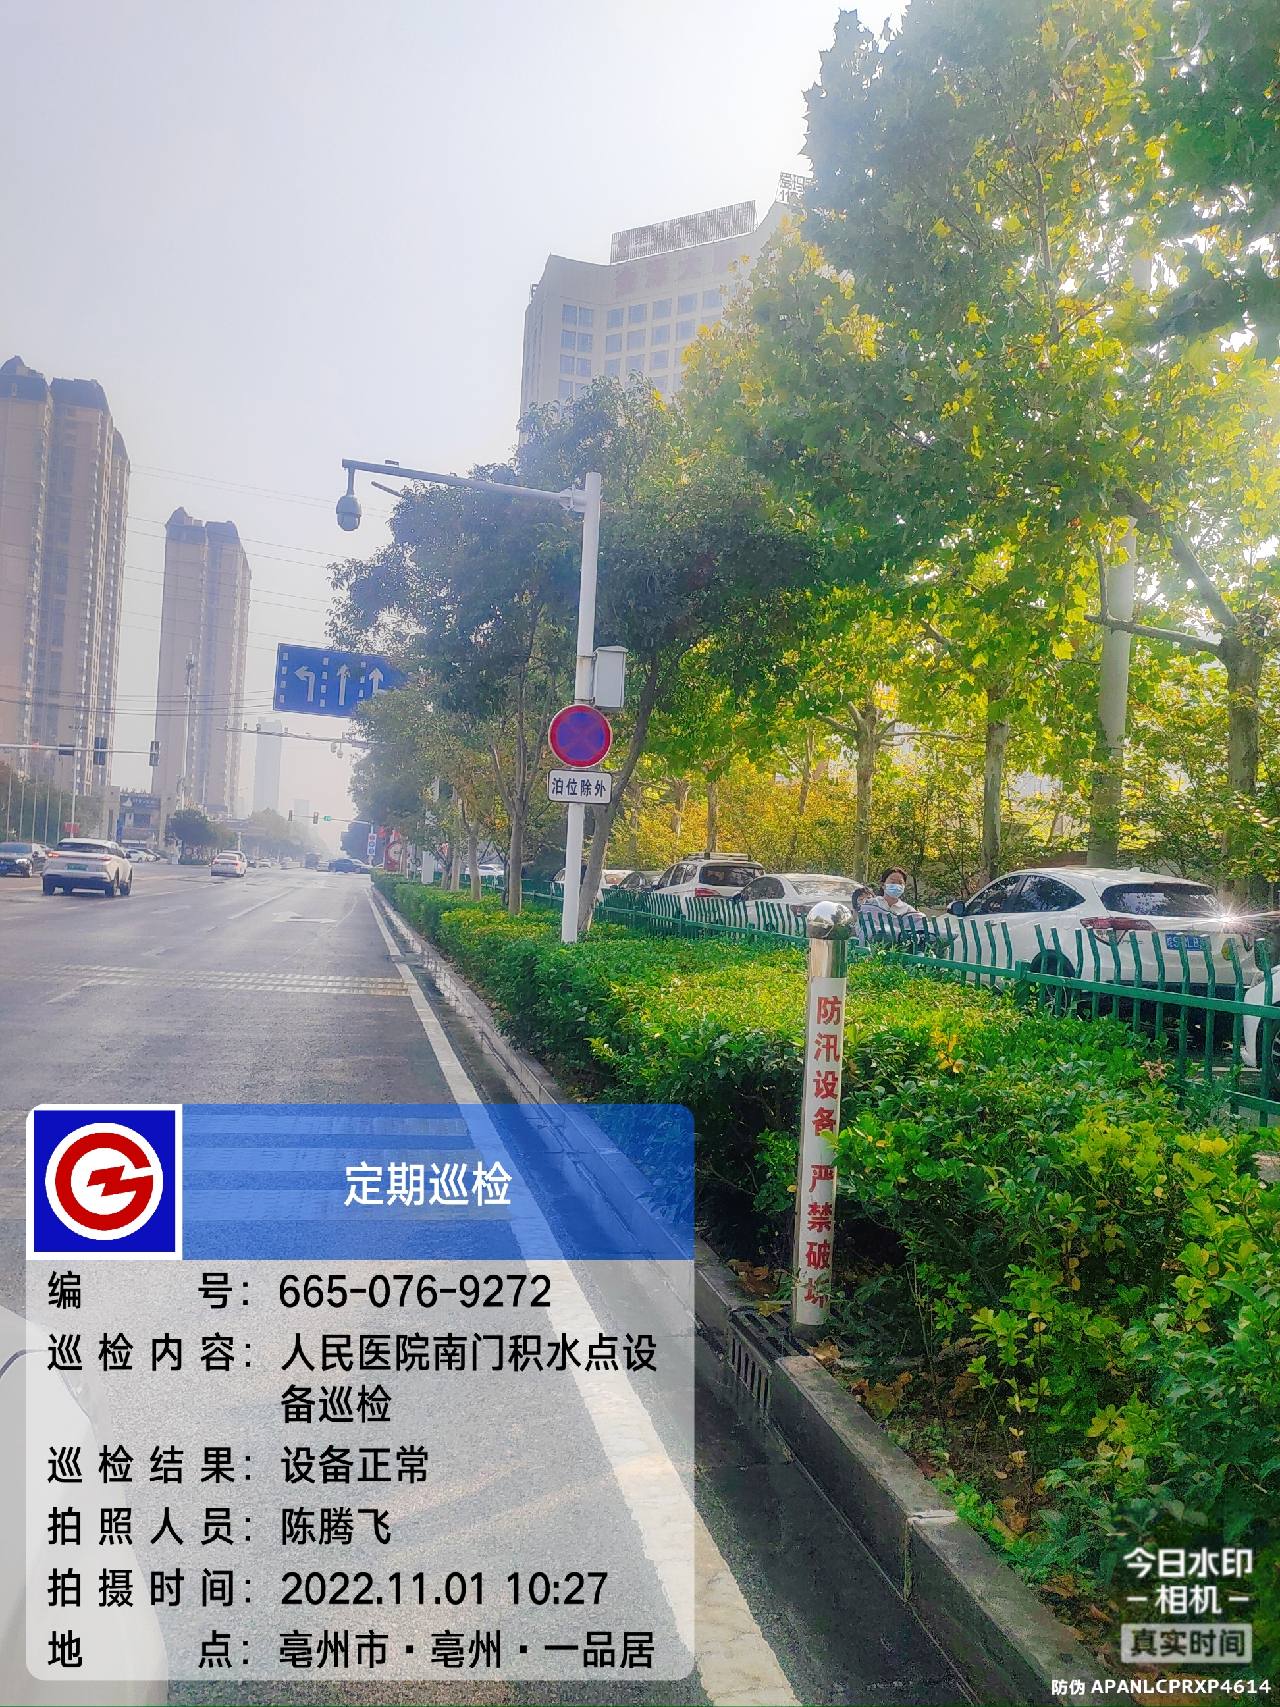 泊位除外
防汛设备 严禁破坏
定期巡检
编号：665-076-9272
巡检内容：人民医院南门积水点设
备巡检
巡检结果：设备正常
拍照人员：陈腾飞
拍摄时间：2022.11.01 10:27
地点：亳州市·亳州·一品居
今日水印
-相机-
真实时间
防伪 APANLCPRXP4614